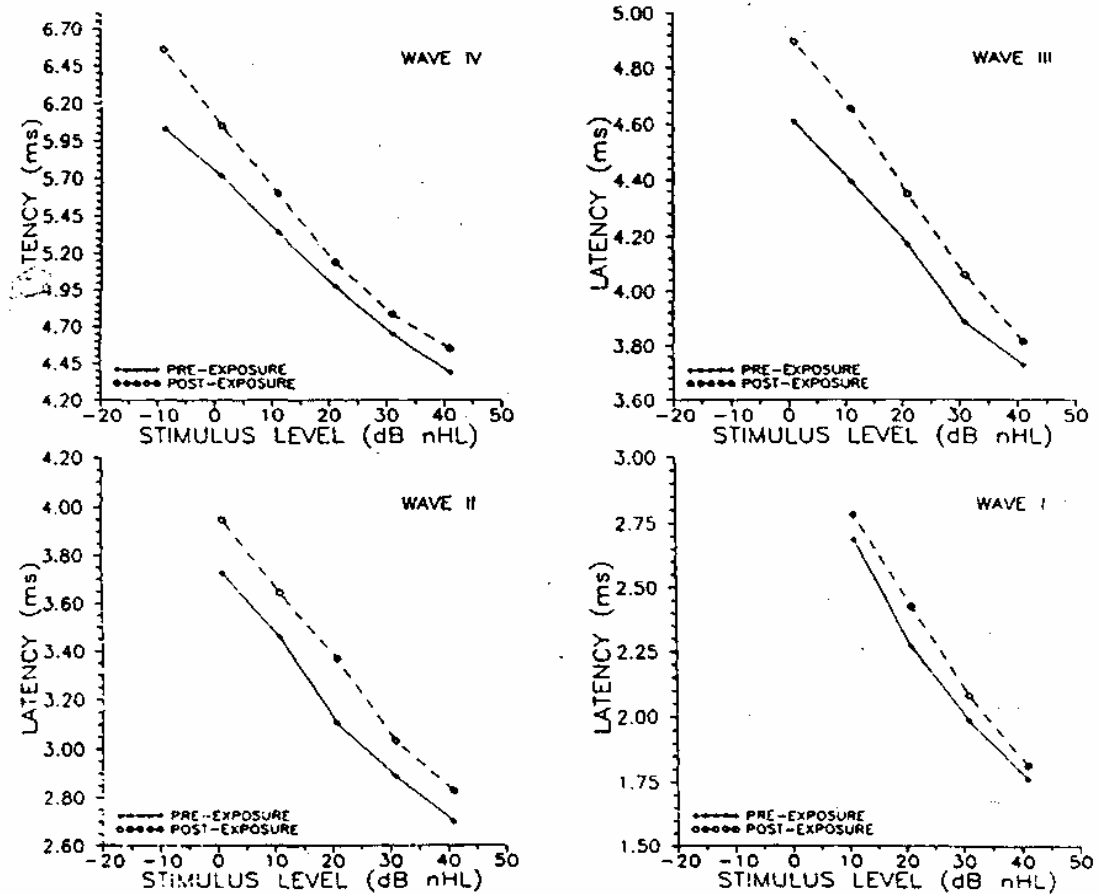 WAVE IV
6.70
6.45
6.20
5.95
5.70
5.45
5.20
4.95
4.70
4.45
4.20
LATENCY (ms)
PRE-EXPOSURE
POST-EXPOSURE
-20 -10 0 10 20 30 40 50
STIMULUS LEVEL (dB nHL)
WAVE III
5.00
4.80
4.60
4.40
4.20
4.00
3.80
3.60
LATENCY (ms)
PRE-EXPOSURE
POST-EXPOSURE
-20 -10 0 10 20 30 40 50
STIMULUS LEVEL (dB nHL)
WAVE II
4.20
4.00
3.80
3.60
3.40
3.20
3.00
2.80
2.60
LATENCY (ms)
PRE-EXPOSURE
POST-EXPOSURE
-20 -10 0 10 20 30 40 50
STIMULUS LEVEL (dB nHL)
WAVE I
3.00
2.75
2.50
2.25
2.00
1.75
1.50
LATENCY (ms)
PRE-EXPOSURE
POST-EXPOSURE
-20 -10 0 10 20 30 40 50
STIMULUS LEVEL (dB nHL)